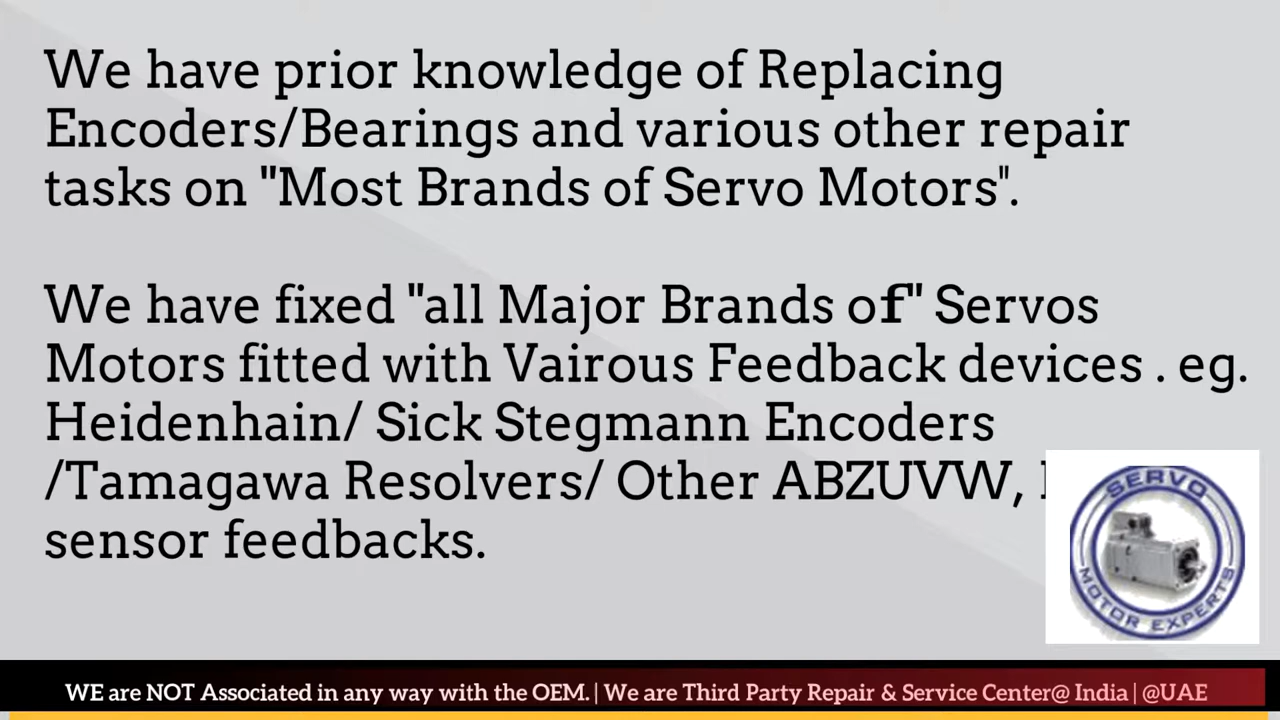 We have prior knowledge of Replacing
Encoders/Bearings and various other repair
tasks on "Most Brands of Servo Motors".
We have fixed "all Major Brands of" Servos
Motors fitted with Vairous Feedback devices . eg.
Heidenhain/ Sick Stegmann Encoders
/Tamagawa Resolvers/ Other ABZUVW,
sensor feedbacks.
SERVO
MOTOR EXPERTS
WE are NOT Associated in any way with the OEM. | We are Third Party Repair & Service Center@ India | @UAE